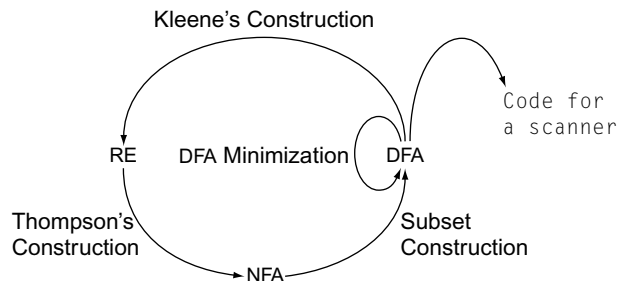 Kleene's Construction
Code for
a scanner
RE
DFA Minimization
DFA
Thompson's
Construction
Subset
Construction
NFA